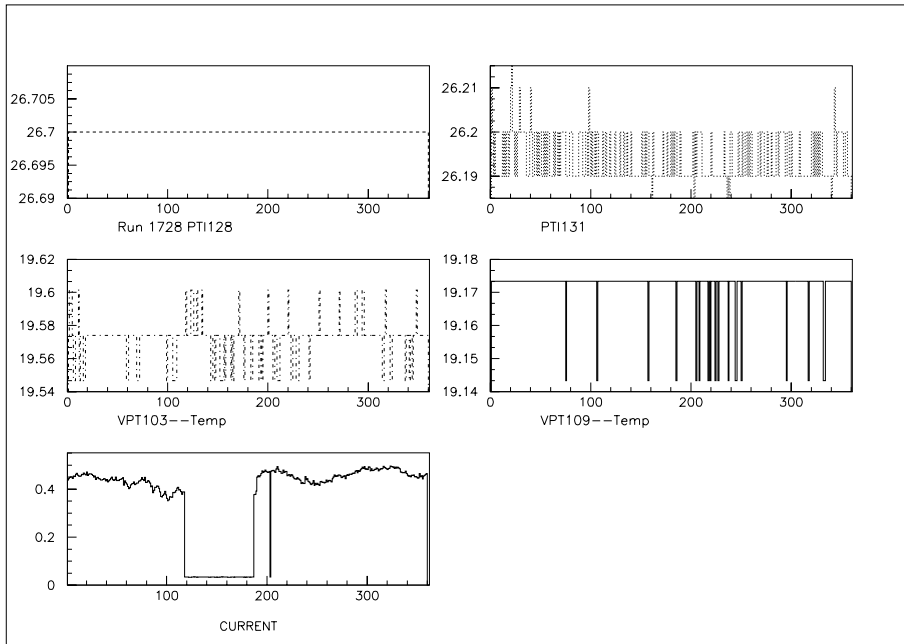 26.705
26.7
26.695
26.69
0 100 200 300
Run 1728 PTI128
26.21
26.2
26.19
0 100 200 300
PTI131
19.62
19.6
19.58
19.56
19.54
0 100 200 300
VPT103--Temp
19.18
19.17
19.16
19.15
19.14
0 100 200 300
VPT109--Temp
0.4
0.2
0
100 200 300
CURRENT